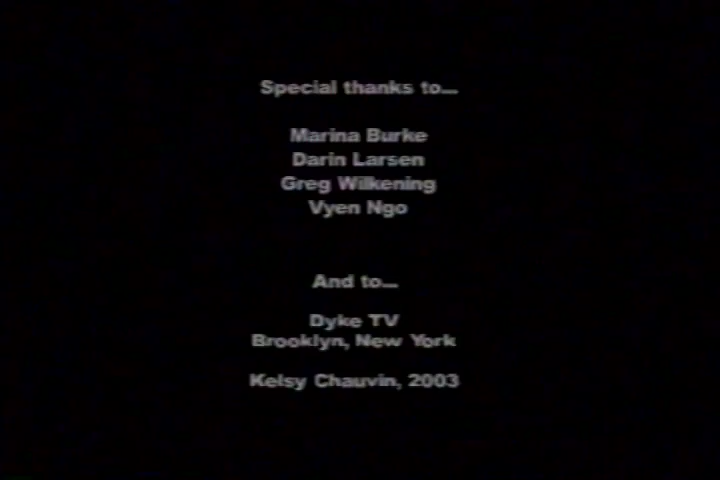 Special thanks to...
Marina Burke
Darin Larsen
Greg Wilkening
Vyen Ngo
And to...
Dyke TV
Brooklyn, New York
Kelsy Chauvin, 2003